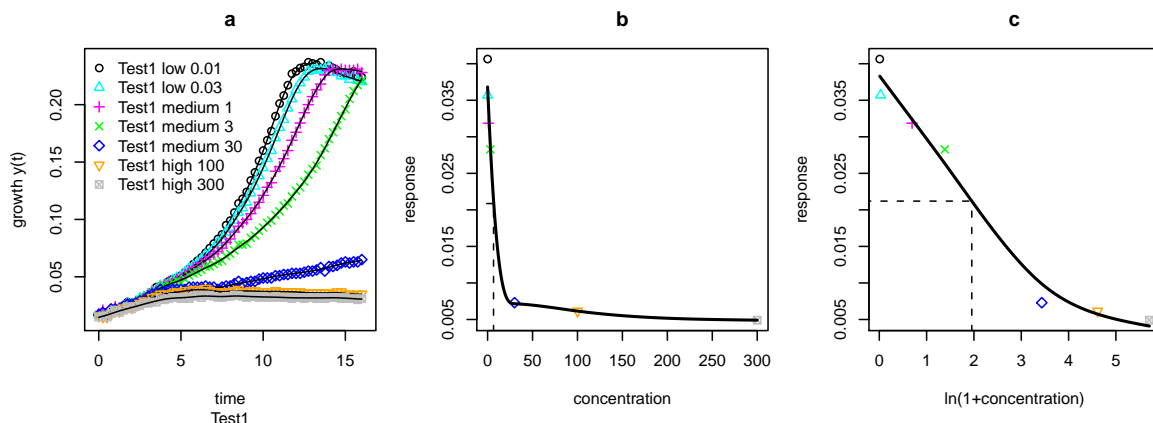 a
growth y(t)
0.05 0.10 0.15 0.20
Test1 low 0.01
Test1 low 0.03
Test1 medium 1
Test1 medium 3
Test1 medium 30
Test1 high 100
Test1 high 300
0 5 10 15
time
Test1
b
response
0.005 0.015 0.025 0.035
0 50 100 150 200 250 300
concentration
c
response
0.005 0.015 0.025 0.035
0 1 2 3 4 5
ln(1+concentration)